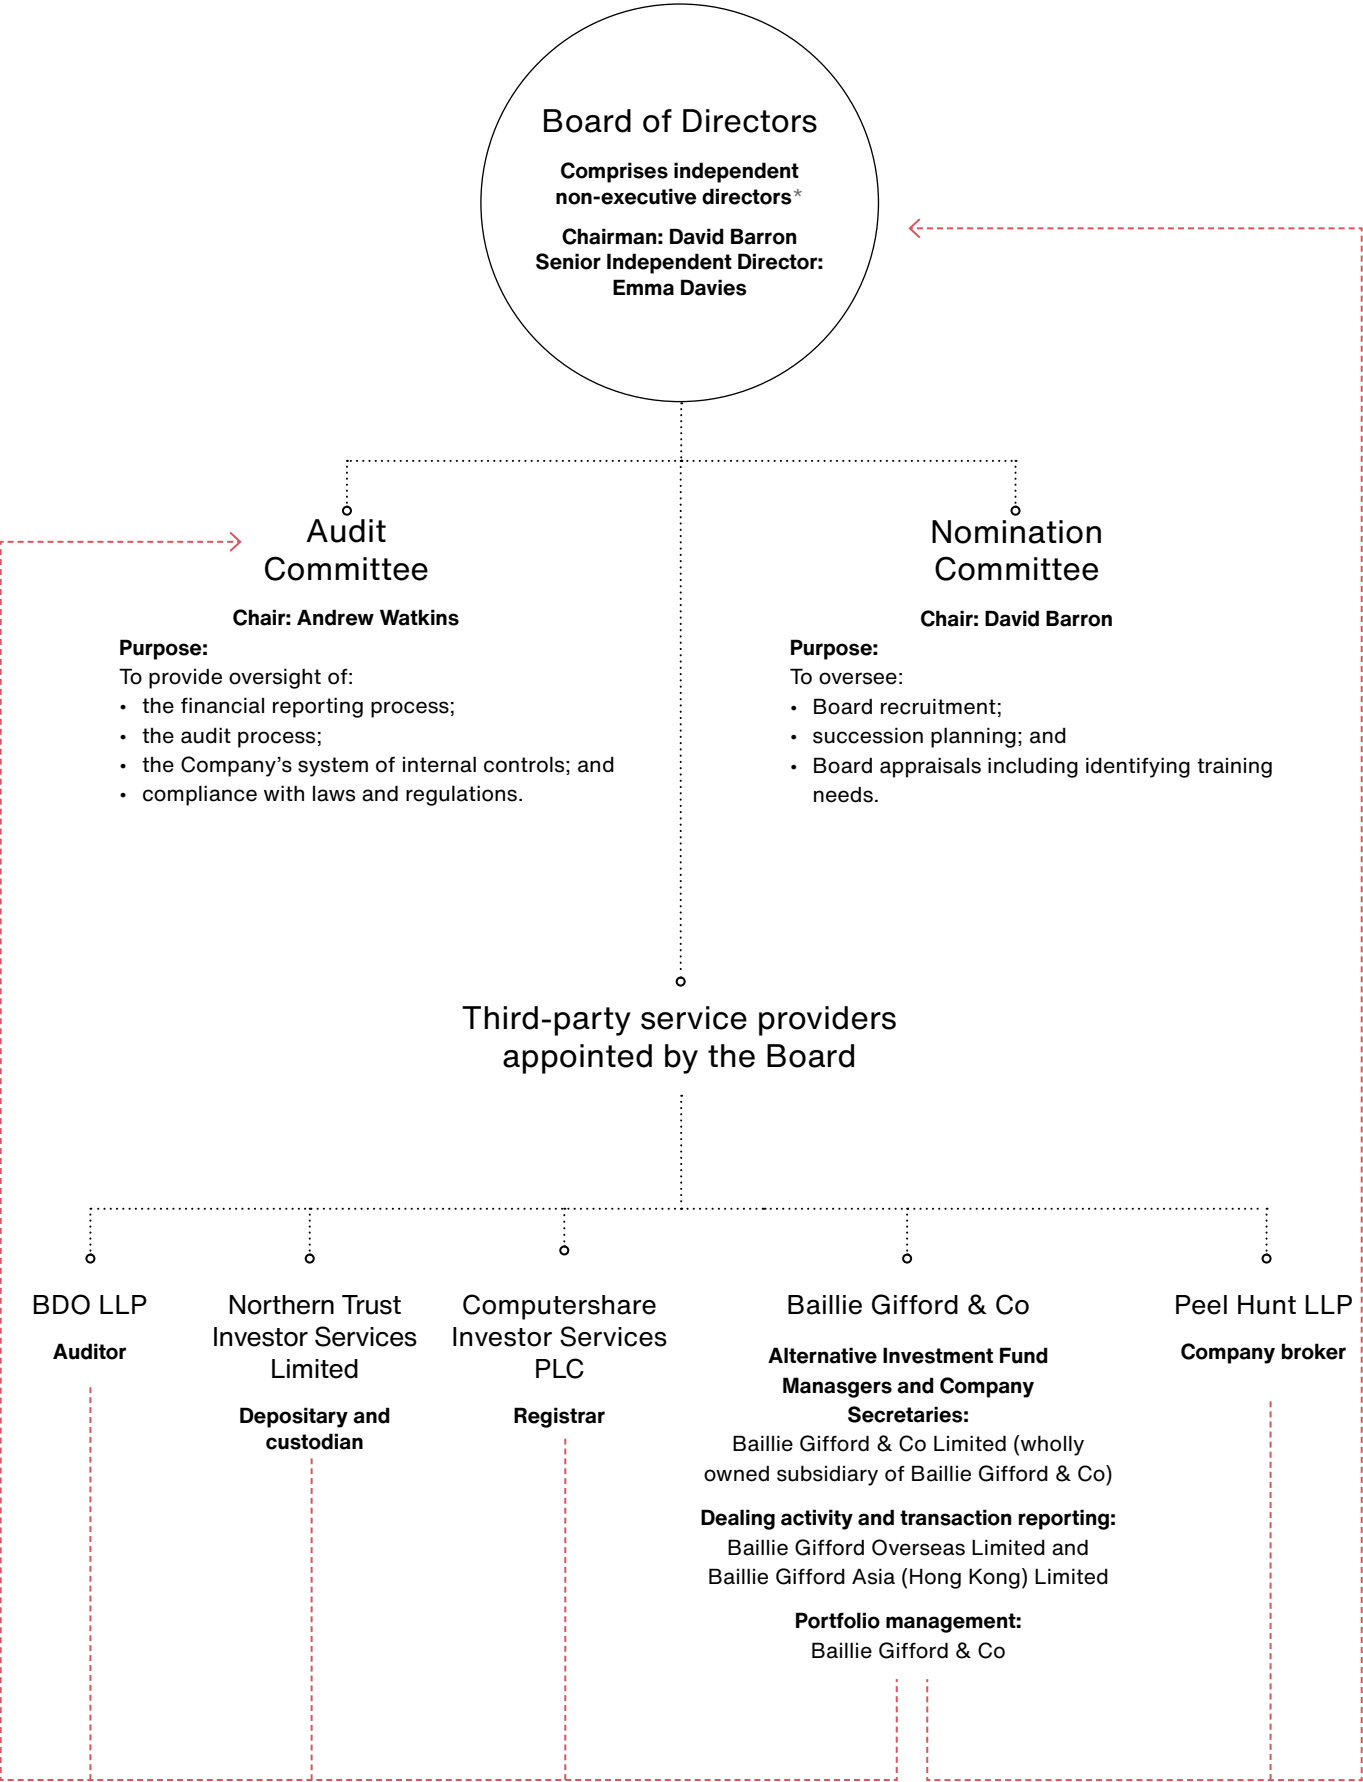 Board of Directors
Comprises independent
non-executive directors*
Chairman: David Barron
Senior Independent Director:
Emma Davies
Audit
Committee
Chair: Andrew Watkins
Purpose:
To provide oversight of:
• the financial reporting process;
• the audit process;
• the Company’s system of internal controls; and
• compliance with laws and regulations.
Nomination
Committee
Chair: David Barron
Purpose:
To oversee:
• Board recruitment;
• succession planning; and
• Board appraisals including identifying training
needs.
Third-party service providers
appointed by the Board
BDO LLP
Auditor
Northern Trust
Investor Services
Limited
Depositary and
custodian
Computershare
Investor Services
PLC
Registrar
Baillie Gifford & Co
Alternative Investment Fund
Manasgers and Company
Secretaries:
Baillie Gifford & Co Limited (wholly
owned subsidiary of Baillie Gifford & Co)
Dealing activity and transaction reporting:
Baillie Gifford Overseas Limited and
Baillie Gifford Asia (Hong Kong) Limited
Portfolio management:
Baillie Gifford & Co
Peel Hunt LLP
Company broker